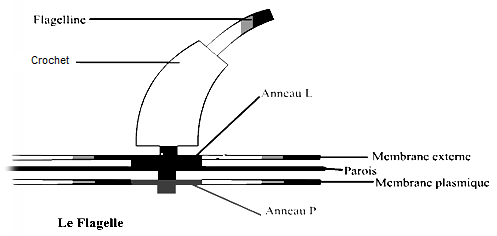 Flagelline
Crochet
Anneau L
Membrane externe
Parois
Membrane plasmique
Anneau P
Le Flagelle